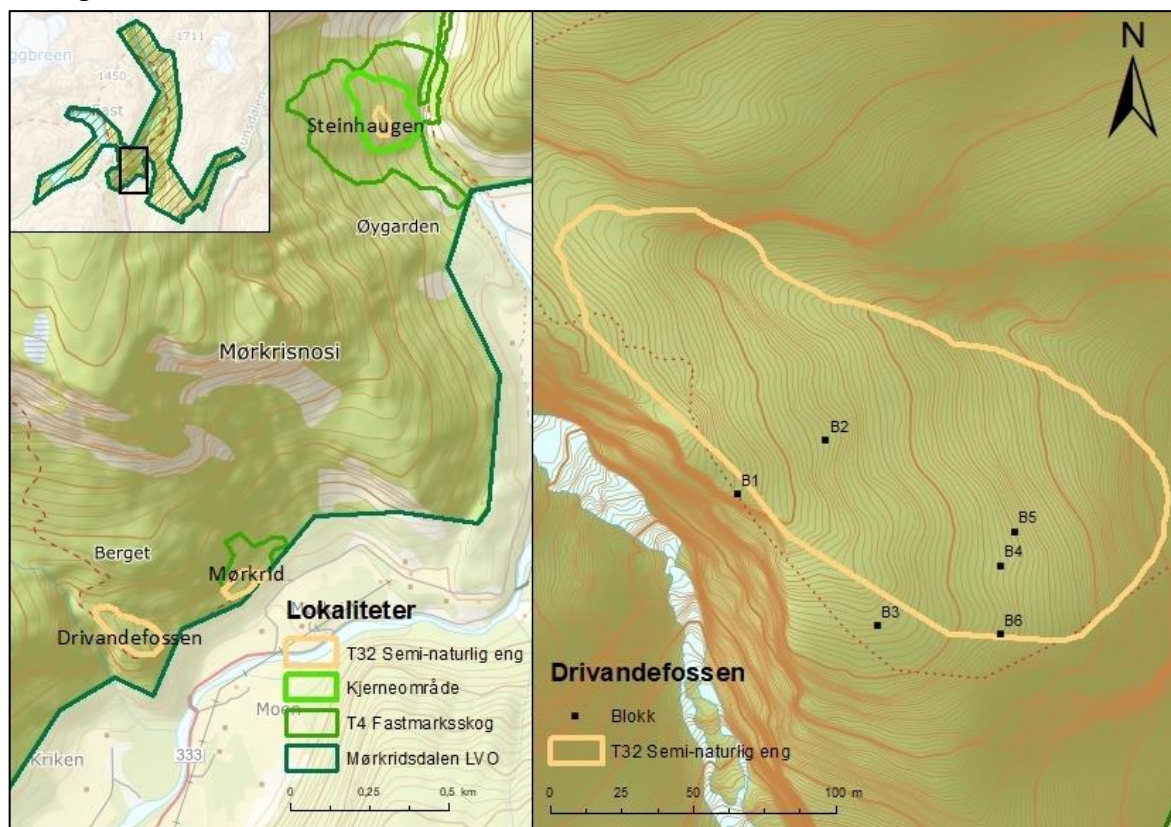 1711
1450
Steinhaugen
Øygarden
Mørkrisnosi
Berget
Mørkrid
Drivandefossen
Moen
Kriken
333
Lokaliteter
T32 Semi-naturlig eng
Kjerneområde
T4 Fastmarksskog
Mørkridsdalen LVO
0 0,25 0,5 km
N
B2
B1
B5
B4
B3
B6
Drivandefossen
Blokk
T32 Semi-naturlig eng
0 25 50 100 m